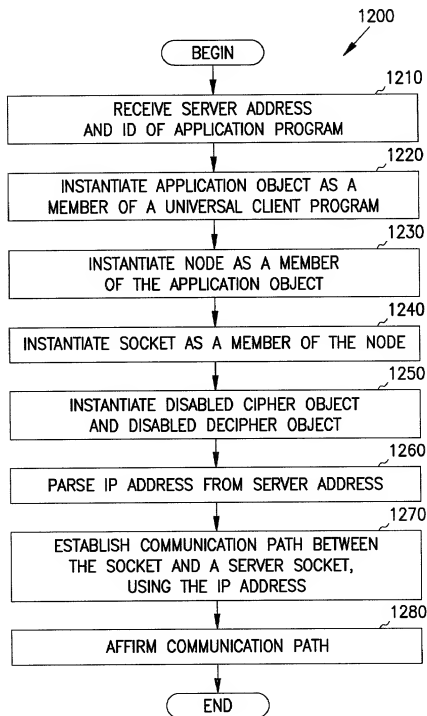 1200
BEGIN
1210
RECEIVE SERVER ADDRESS
AND ID OF APPLICATION PROGRAM
1220
INSTANTIATE APPLICATION OBJECT AS A
MEMBER OF A UNIVERSAL CLIENT PROGRAM
1230
INSTANTIATE NODE AS A MEMBER
OF THE APPLICATION OBJECT
1240
INSTANTIATE SOCKET AS A MEMBER OF THE NODE
1250
INSTANTIATE DISABLED CIPHER OBJECT
AND DISABLED DECIPHER OBJECT
1260
PARSE IP ADDRESS FROM SERVER ADDRESS
1270
ESTABLISH COMMUNICATION PATH BETWEEN
THE SOCKET AND A SERVER SOCKET,
USING THE IP ADDRESS
1280
AFFIRM COMMUNICATION PATH
END